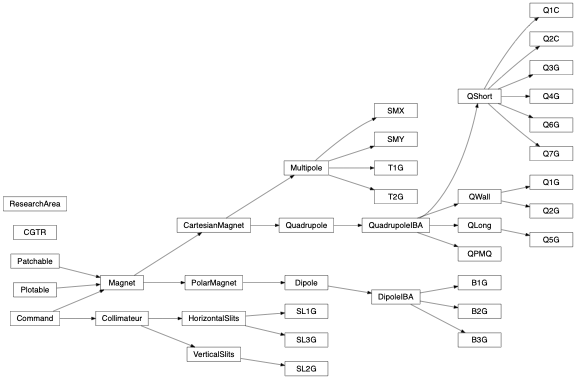 Q1C
Q2C
Q3G
QShort
Q4G
SMX
Q6G
SMY
Q7G
Multipole
T1G
Q1G
T2G
QWall
ResearchArea
Q2G
CartesianMagnet
Quadrupole
QuadrupoleIBA
QLong
CGTR
Q5G
QPMQ
Patchable
Magnet
PolarMagnet
Dipole
B1G
Plotable
DipoleIBA
SL1G
B2G
Command
Collimateur
HorizontalSlits
SL3G
B3G
VerticalSlits
SL2G